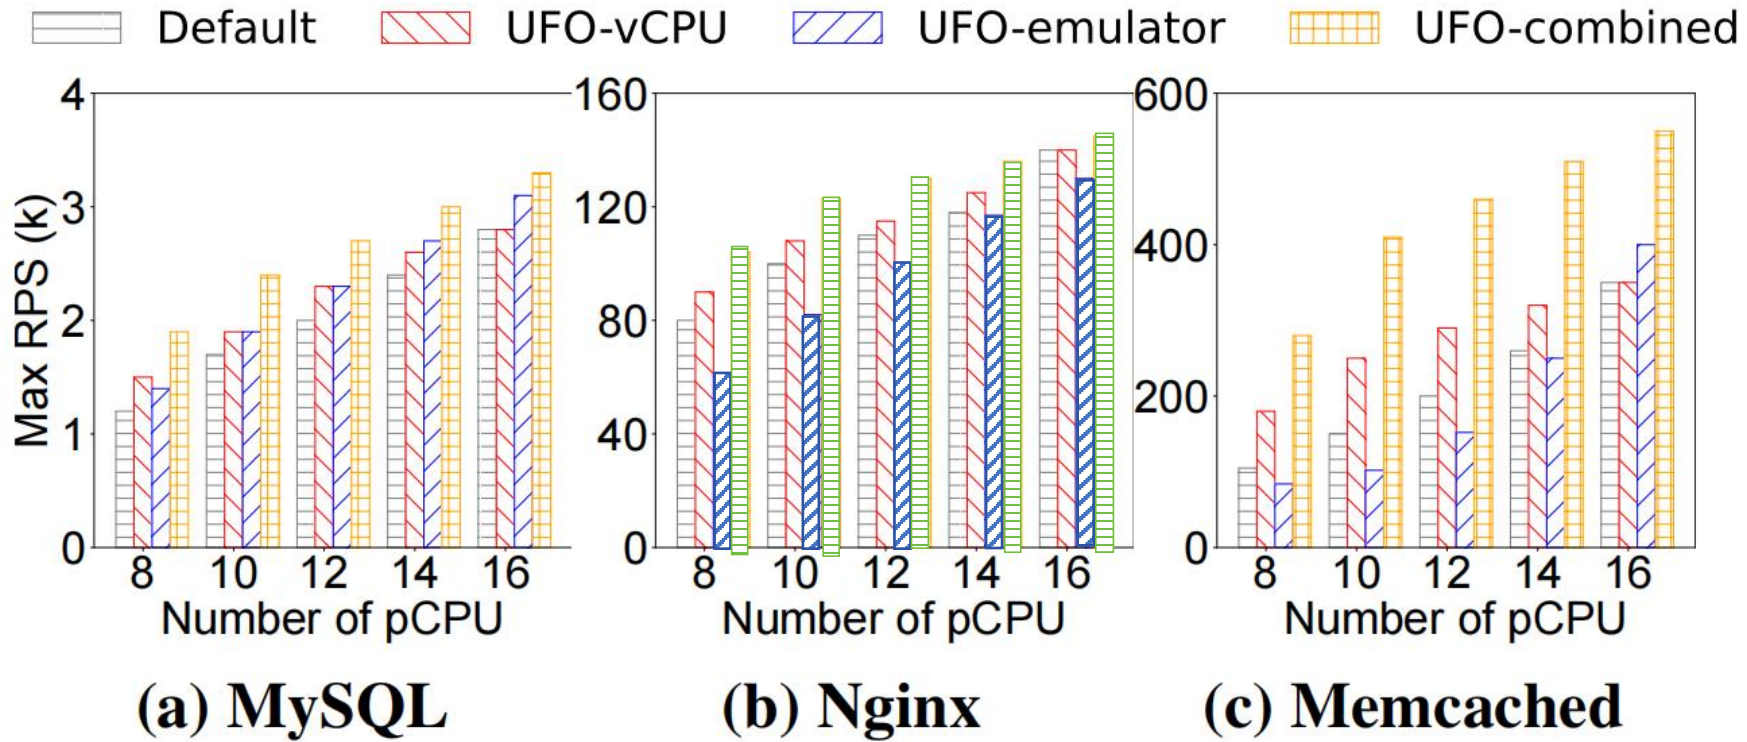 Default UFO-vCPU UFO-emulator UFO-combined
Max RPS (k)
4
3
2
1
0
8 10 12 14 16
Number of pCPU
(a) MySQL
160
120
80
40
0
8 10 12 14 16
Number of pCPU
(b) Nginx
600
400
200
0
8 10 12 14 16
Number of pCPU
(c) Memcached